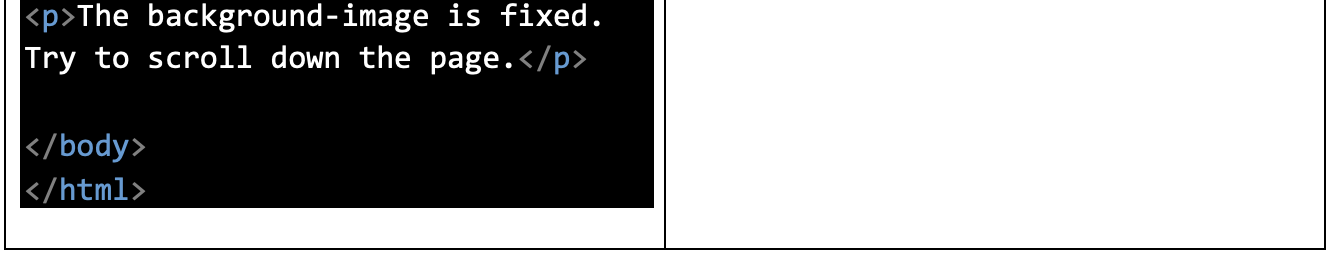 <p>The background-image is fixed.
Try to scroll down the page.</p>
</body>
</html>